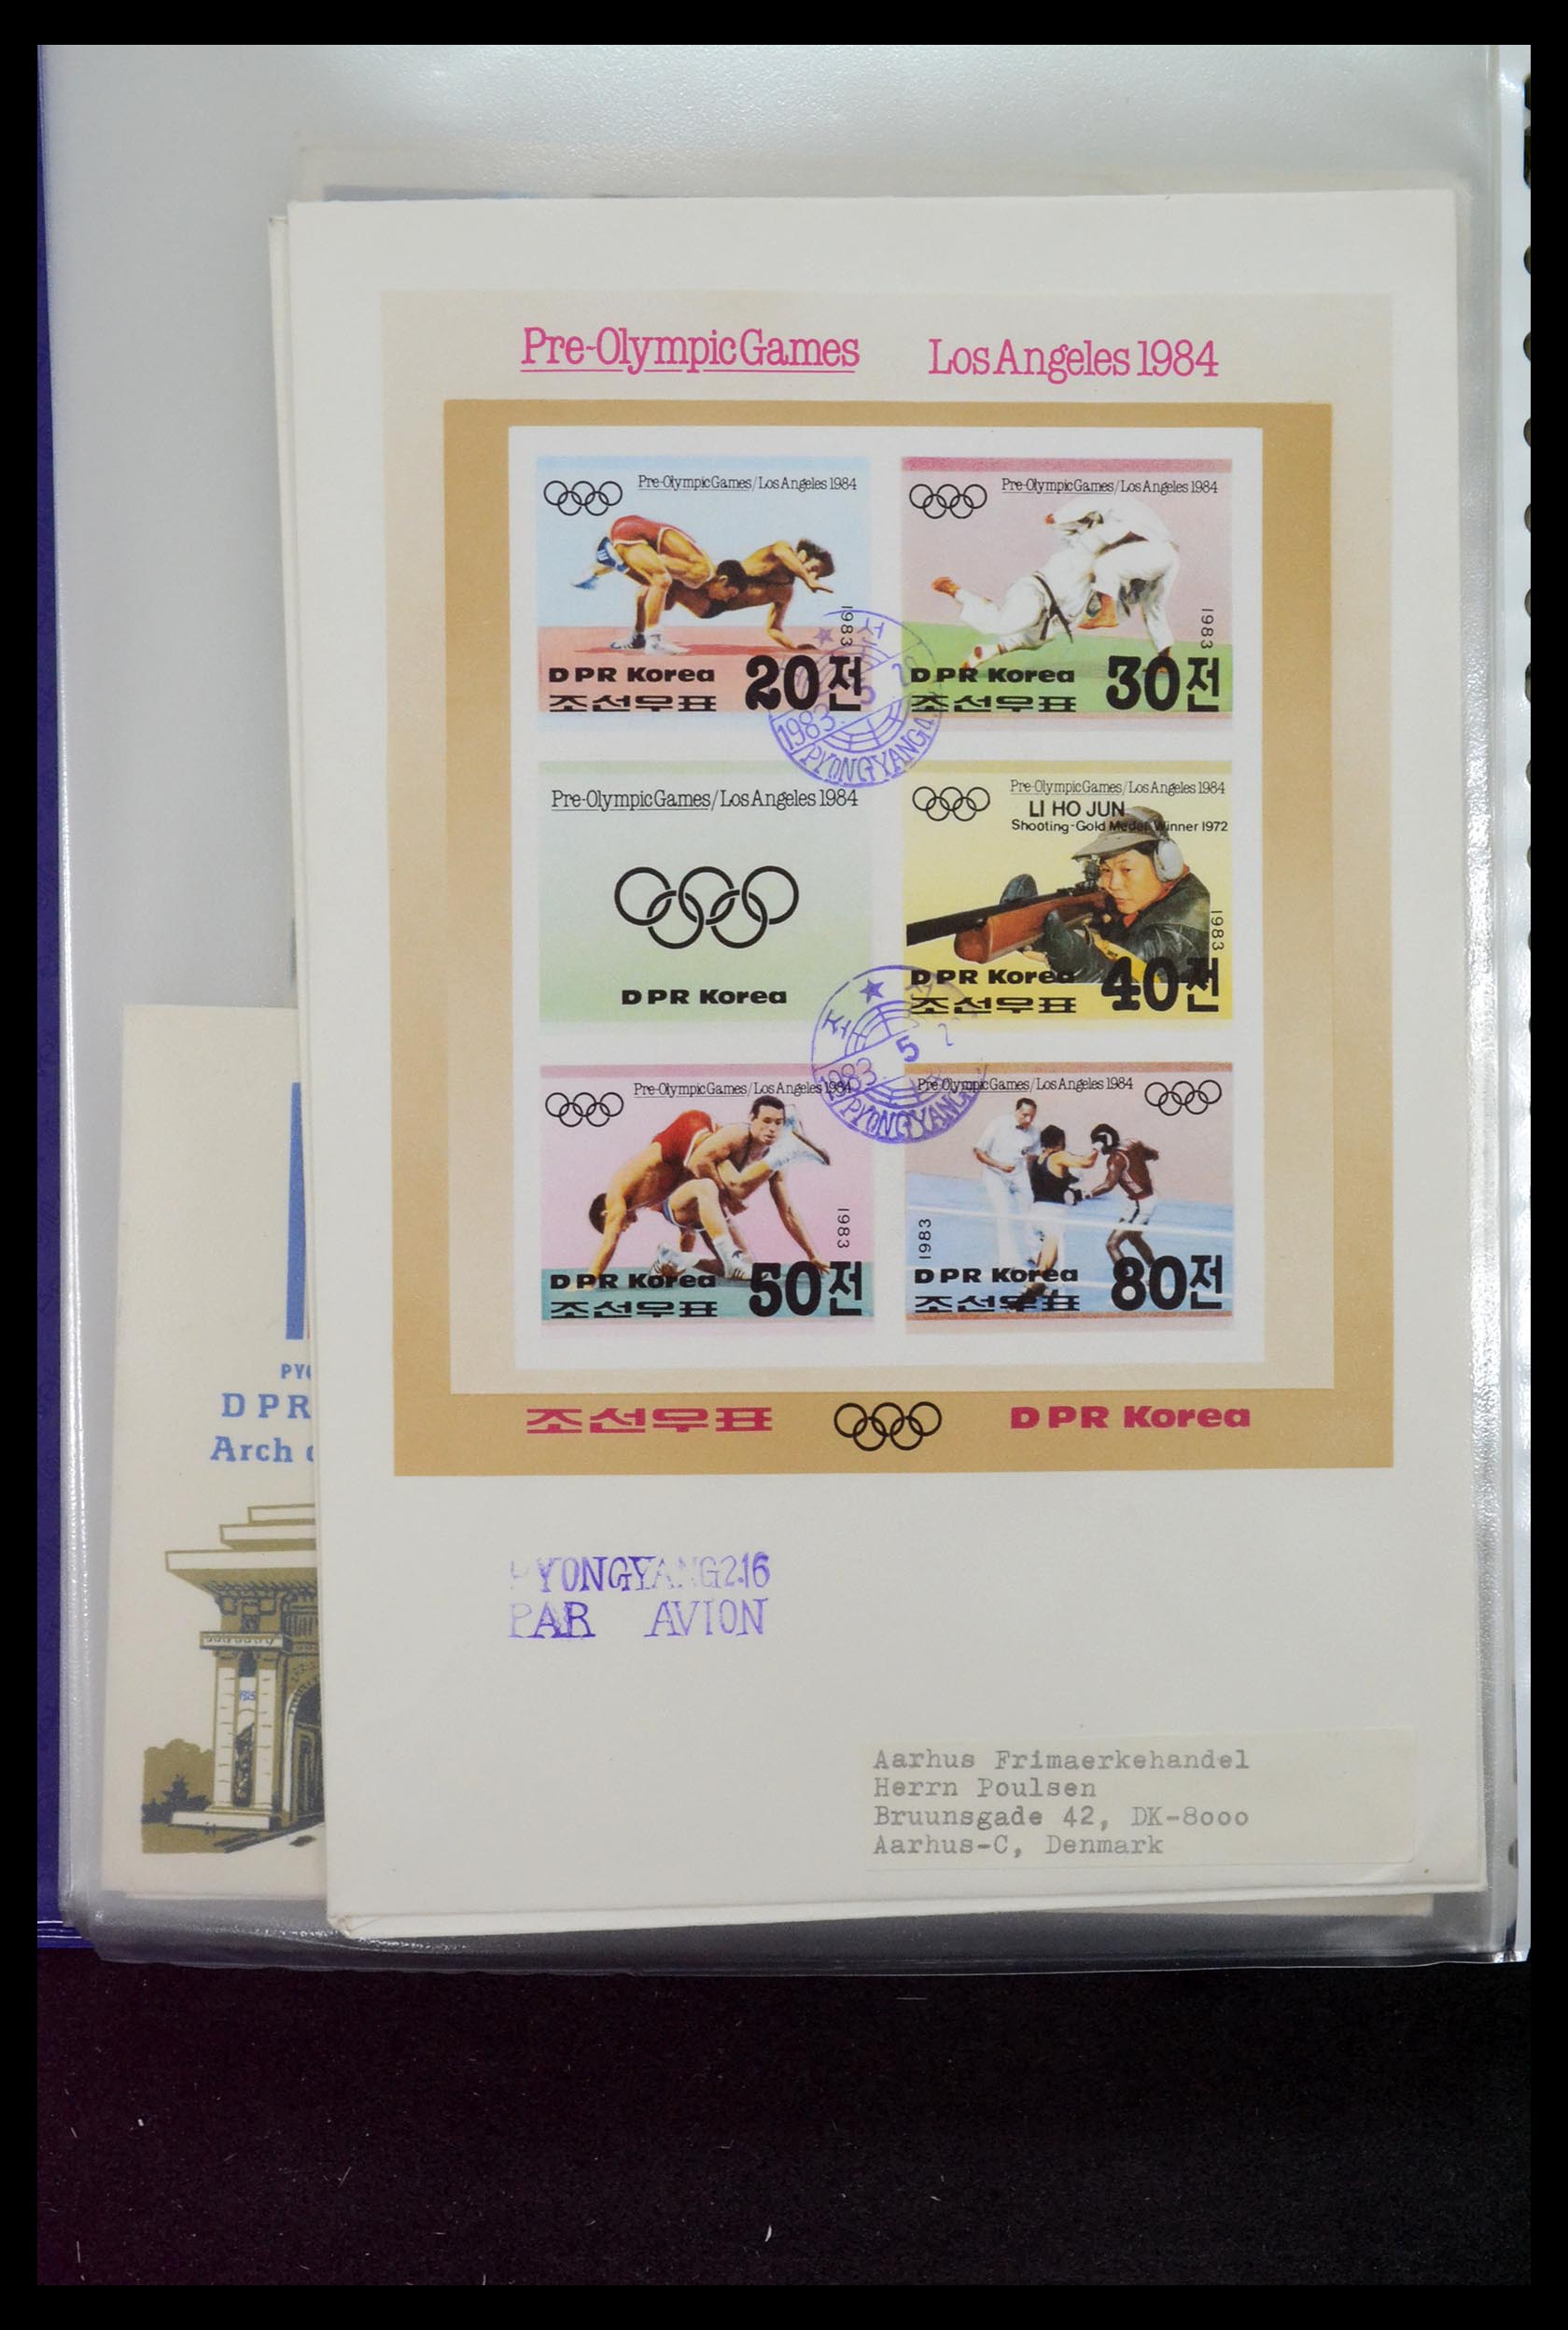 Pre-Olympic Games Los Angeles 1984
Pre-Olympic Games/Los Angeles 1984
1983
DPR Korea
조선우표
20전
Pre-Olympic Games/Los Angeles 1984
1983
DPR Korea
조선우표
30전
1983. 5
PYONGYANG
Pre-Olympic Games/Los Angeles 1984
DPR Korea
Pre-Olympic Games/Los Angeles 1984
LI HO JUN
Shooting-Gold Medal Winner 1972
1983
DPR Korea
조선우표
40전
조
1983. 5
PYONGYANG
Pre-Olympic Games/Los Angeles 1984
1983
DPR Korea
조선우표
50전
Pre-Olympic Games/Los Angeles 1984
1983
DPR Korea
조선우표
80전
조선우표 DPR Korea
DPR
Arch
PYONGYANG 2.16
PAR AVION
Aarhus Frimaerkehandel
Herrn Poulsen
Bruunsgade 42, DK-8000
Aarhus-C, Denmark